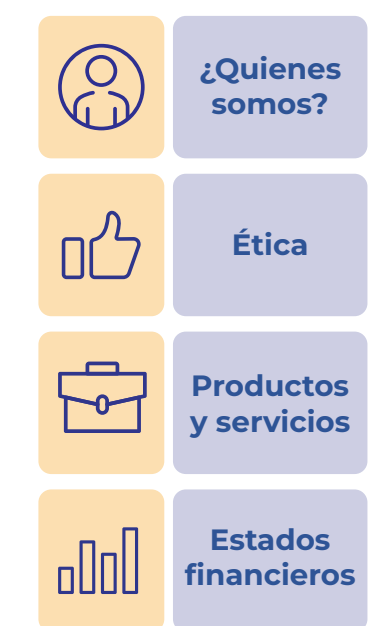 ¿Quienes
somos?
Ética
Productos
y servicios
Estados
financieros